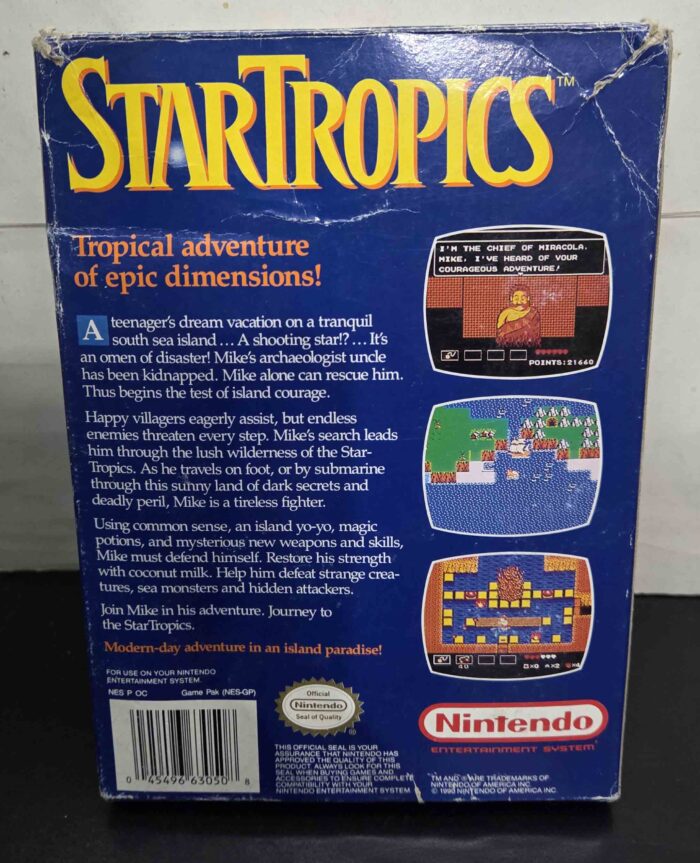 STARTROPICS™
Tropical adventure
of epic dimensions!
A teenager's dream vacation on a tranquil
south sea island ... A shooting star!? ... It's
an omen of disaster! Mike's archaeologist uncle
has been kidnapped. Mike alone can rescue him.
Thus begins the test of island courage.
Happy villagers eagerly assist, but endless
enemies threaten every step. Mike's search leads
him through the lush wilderness of the Star-
Tropics. As he travels on foot, or by submarine
through this sunny land of dark secrets and
deadly peril, Mike is a tireless fighter.
Using common sense, an island yo-yo, magic
potions, and mysterious new weapons and skills,
Mike must defend himself. Restore his strength
with coconut milk. Help him defeat strange crea-
tures, sea monsters and hidden attackers.
Join Mike in his adventure. Journey to
the StarTropics.
Modern-day adventure in an island paradise!
I'M THE CHIEF OF MIRACOLA.
MIKE, I'VE HEARD OF YOUR
COURAGEOUS ADVENTURE!
POINTS:21660
40
×0 ×2 ×4
FOR USE ON YOUR NINTENDO
ENTERTAINMENT SYSTEM.
NES P OC Game Pak (NES-GP)
0 45496 63050 8
Official
Nintendo
Seal of Quality
®
THIS OFFICIAL SEAL IS YOUR
ASSURANCE THAT NINTENDO HAS
APPROVED THE QUALITY OF THIS
PRODUCT. ALWAYS LOOK FOR THIS
SEAL WHEN BUYING GAMES AND
ACCESSORIES TO ENSURE COMPLETE
COMPATIBILITY WITH YOUR
NINTENDO ENTERTAINMENT SYSTEM
Nintendo
ENTERTAINMENT SYSTEM
TM AND ® ARE TRADEMARKS OF
NINTENDO OF AMERICA INC.
© 1990 NINTENDO OF AMERICA INC.